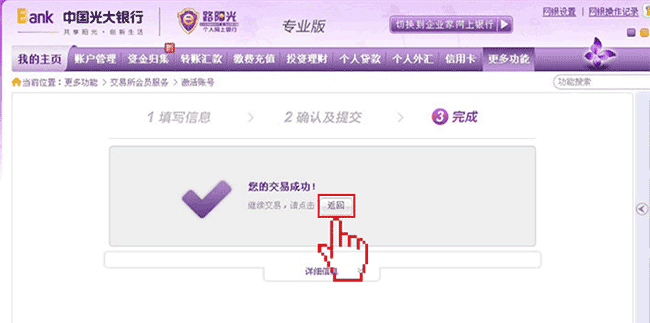 Bank 中国光大银行
共享阳光·创新生活
阳光
个人网上银行
专业版
切换到企业家网上银行
网银设置 | 网银操作记录
我的主页 账户管理 资金归集 转账汇款 缴费充值 投资理财 个人贷款 个人外汇 信用卡 更多功能
新
当前位置：更多功能 > 交易所会员服务 > 激活账号
功能搜索
1 填写信息 2 确认及提交 3 完成
您的交易成功！
继续交易，请点击 返回
详细信息